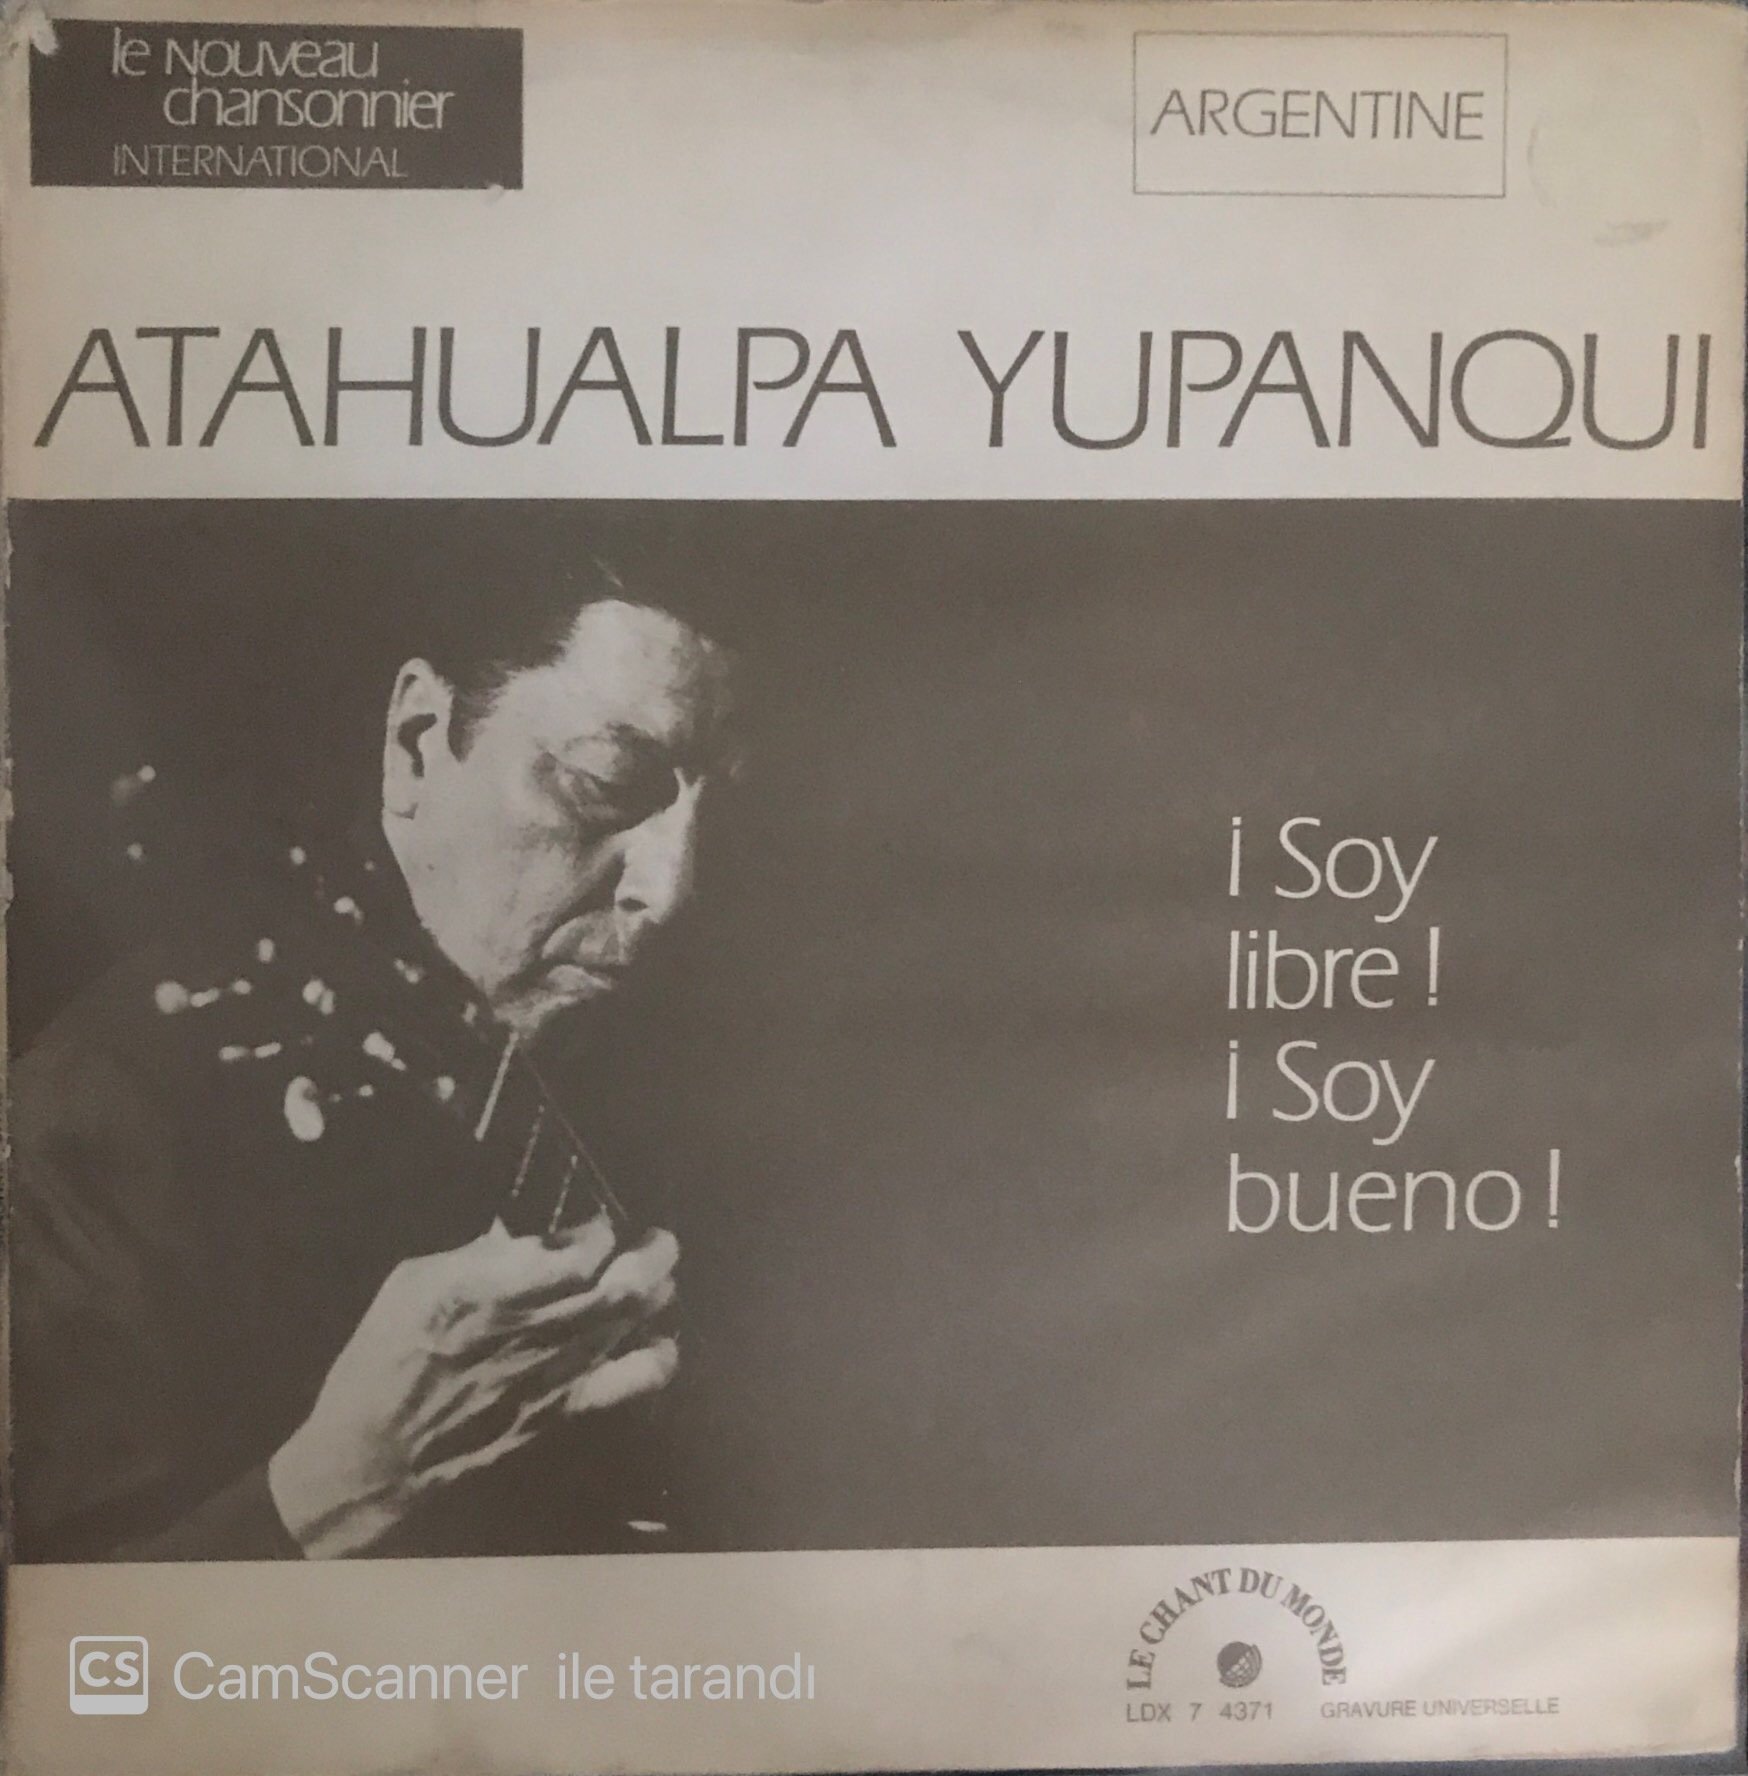 le NOUVEAU
chansonnier
INTERNATIONAL
ARGENTINE
ATAHUALPA YUPANQUI
¡ Soy
libre !
¡ Soy
bueno !
LE CHANT DU MONDE
LDX 7 4371 GRAVURE UNIVERSELLE
CS CamScanner ile tarandı